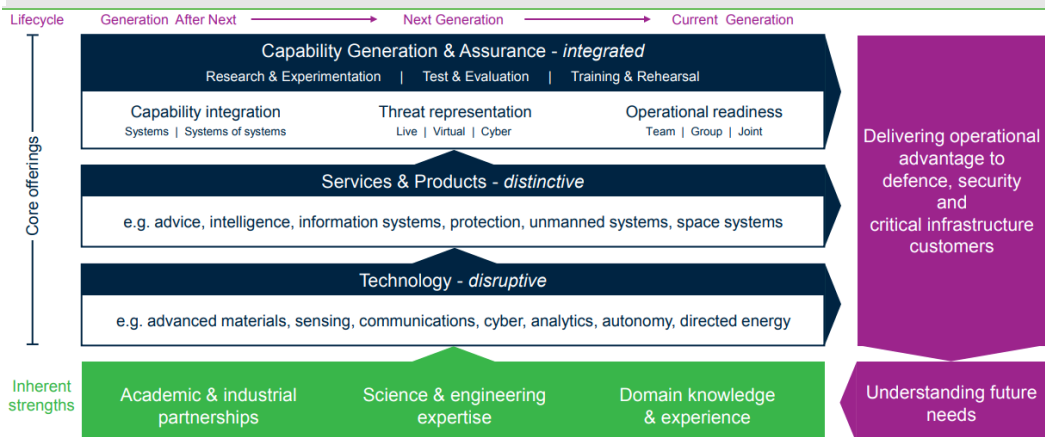 Lifecycle Generation After Next Next Generation Current Generation
Capability Generation & Assurance - integrated
Research & Experimentation | Test & Evaluation | Training & Rehearsal
Capability integration Threat representation Operational readiness
Systems | Systems of systems Live | Virtual | Cyber Team | Group | Joint
Services & Products - distinctive
e.g. advice, intelligence, information systems, protection, unmanned systems, space systems
Technology - disruptive
e.g. advanced materials, sensing, communications, cyber, analytics, autonomy, directed energy
Core offerings
Delivering operational
advantage to
defence, security
and
critical infrastructure
customers
Inherent
strengths
Academic & industrial
partnerships
Science & engineering
expertise
Domain knowledge
& experience
Understanding future
needs